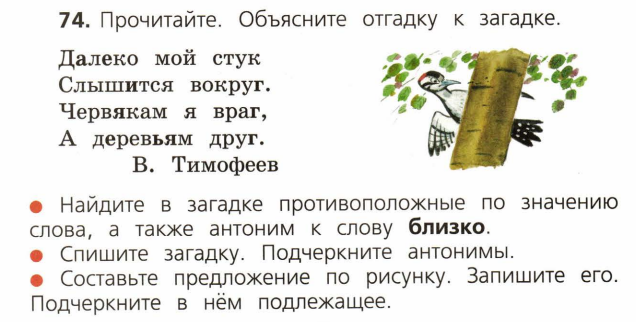 74. Прочитайте. Объясните отгадку к загадке.
Далеко мой стук
Слышится вокруг.
Червякам я враг,
А деревьям друг.
В. Тимофеев
● Найдите в загадке противоположные по значению
слова, а также антоним к слову близко.
● Спишите загадку. Подчеркните антонимы.
● Составьте предложение по рисунку. Запишите его.
Подчеркните в нём подлежащее.